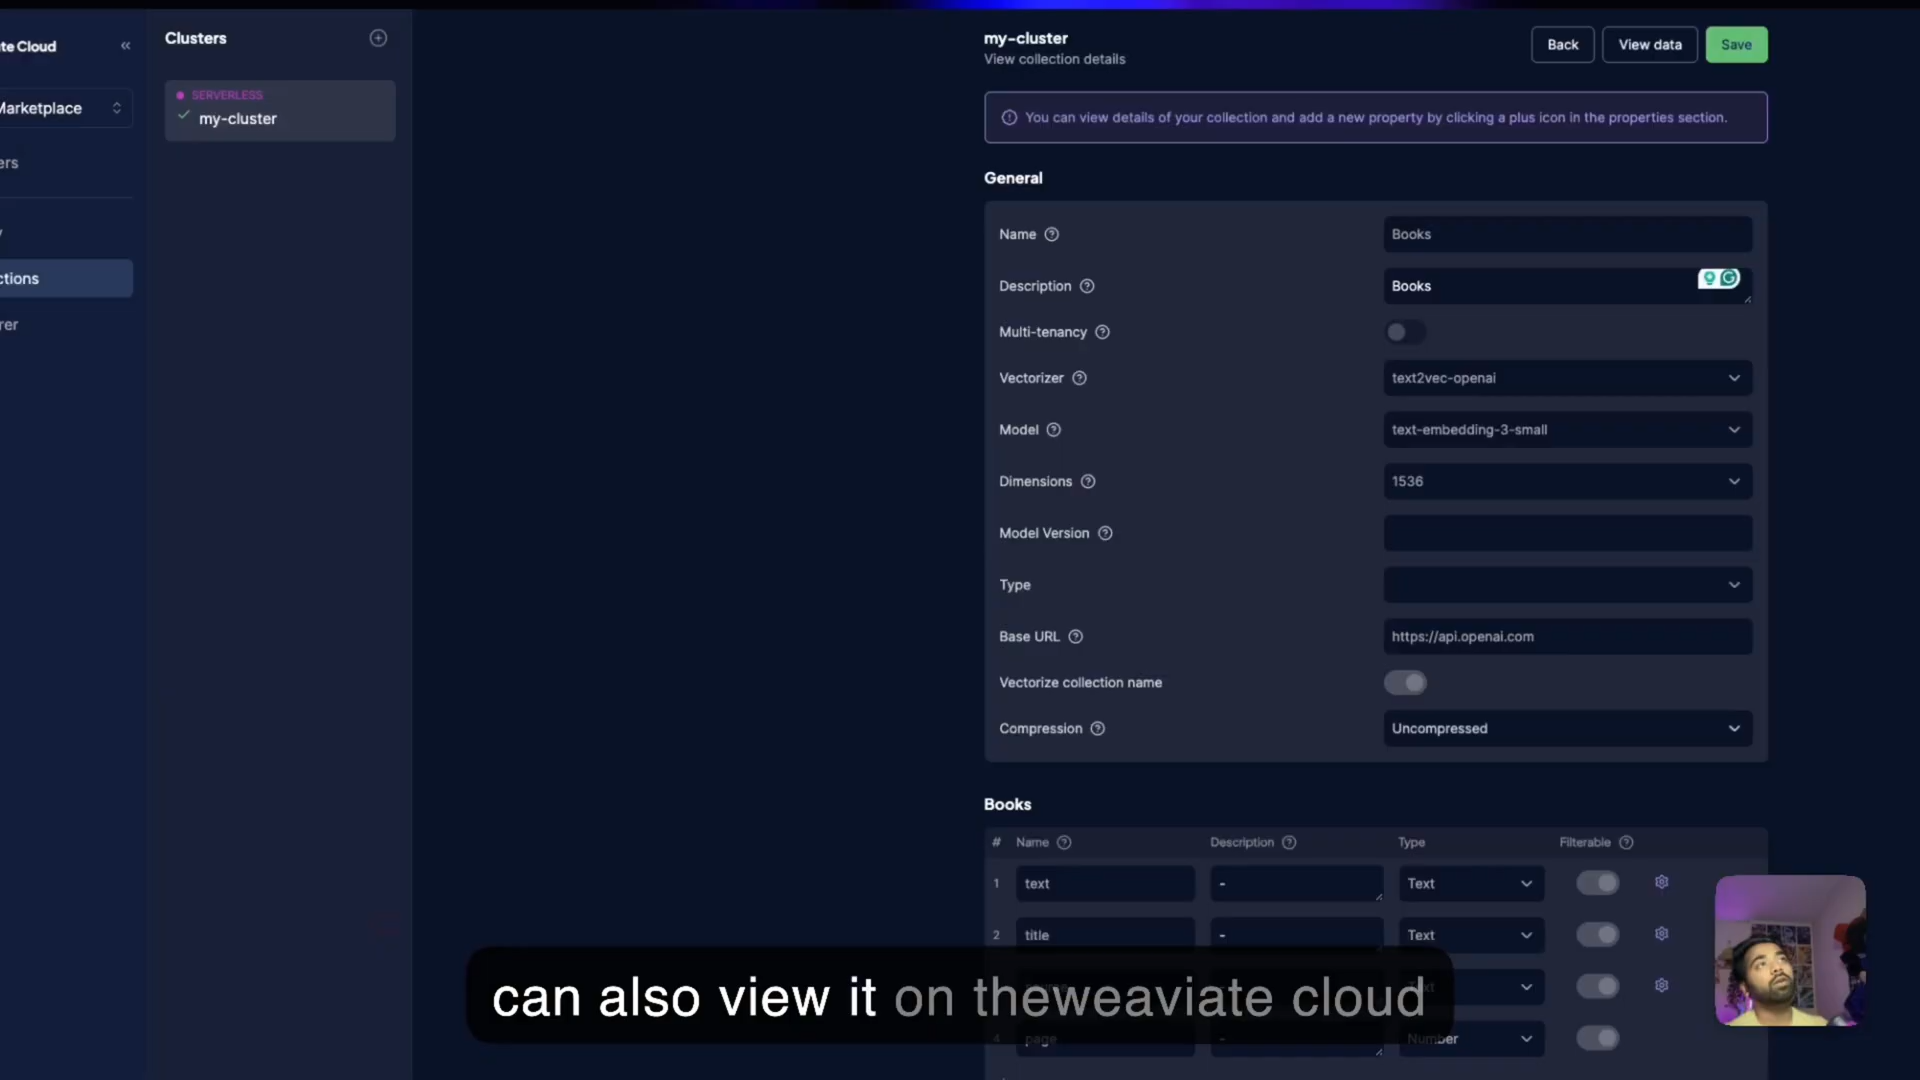 te Cloud
«
Marketplace
ers
y
ctions
rer
Clusters
SERVERLESS
my-cluster
my-cluster
View collection details
Back
View data
Save
You can view details of your collection and add a new property by clicking a plus icon in the properties section.
General
Name
Books
Description
Books
Multi-tenancy
Vectorizer
text2vec-openai
Model
text-embedding-3-small
Dimensions
1536
Model Version
Type
Base URL
https://api.openai.com
Vectorize collection name
Compression
Uncompressed
Books
# Name Description Type Filterable
1 text - Text
2 title - Text
4 page - Number
can also view it on theweaviate cloud